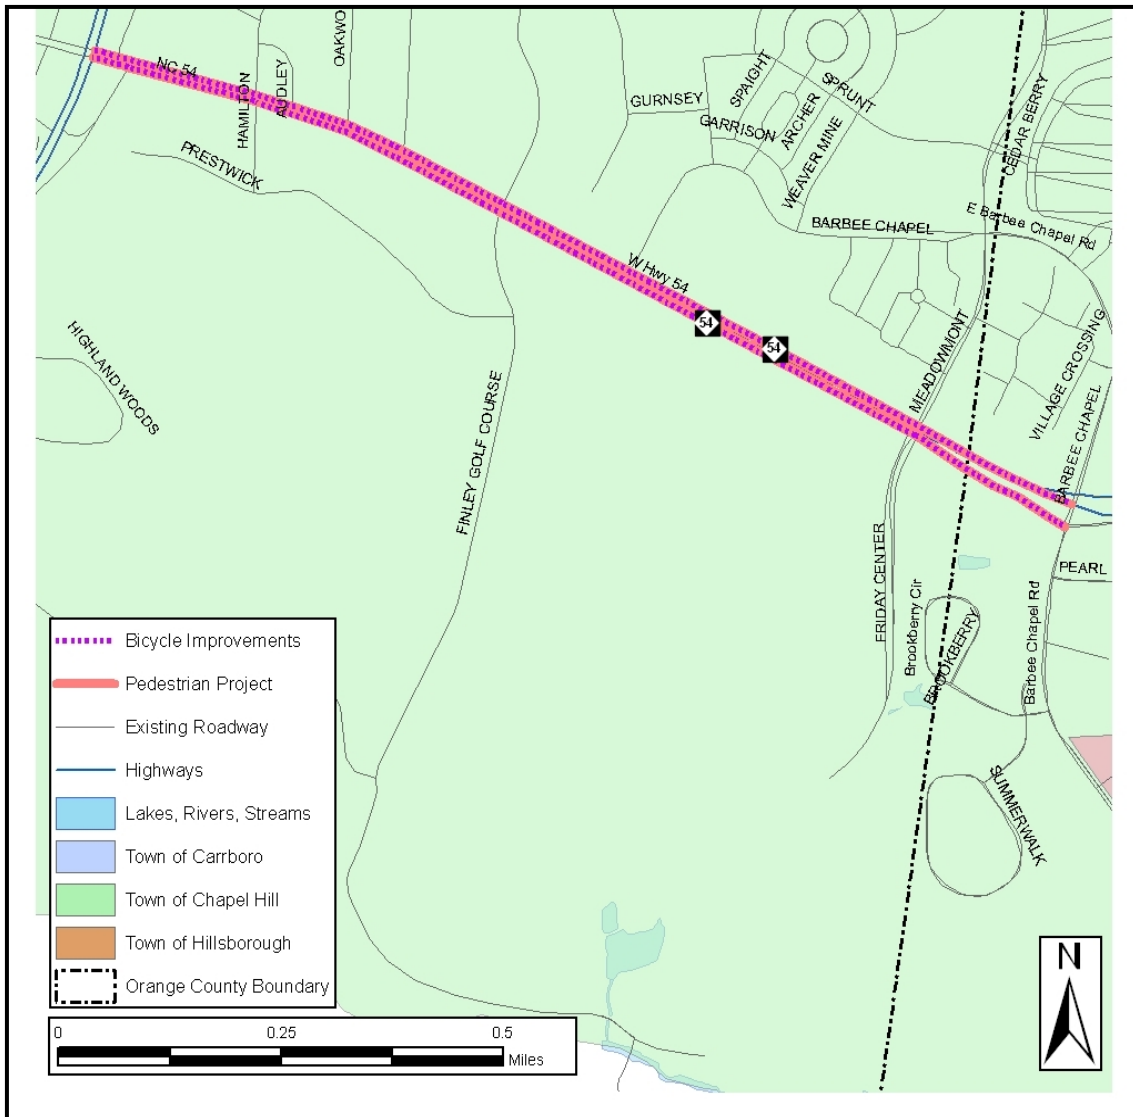 NC 54
HAMILTON
AUDLEY
OAKWO
PRESTWICK
GURNSEY
SPAIGHT
SPRUNT
GARRISON
ARCHER
WEAVER MINE
CEDAR BERRY
BARBEE CHAPEL
E Barbee Chapel Rd
W Hwy 54
54
54
HIGHLAND WOODS
FINLEY GOLF COURSE
MEADOWMONT
VILLAGE CROSSING
BARBEE CHAPEL
FRIDAY CENTER
PEARL
Brookberry Cir
BROOKBERRY
Barbee Chapel Rd
SUMMERWALK
Bicycle Improvements
Pedestrian Project
Existing Roadway
Highways
Lakes, Rivers, Streams
Town of Carrboro
Town of Chapel Hill
Town of Hillsborough
Orange County Boundary
0 0.25 0.5
Miles
N